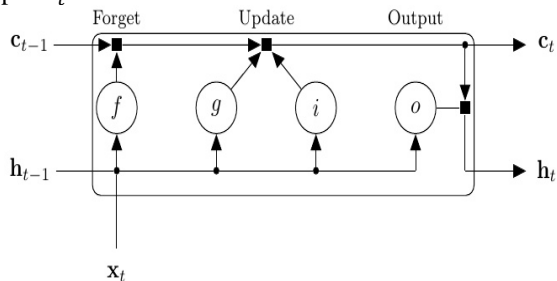 Forget Update Output
c_{t−1} c_t
f g i o
h_{t−1} h_t
x_t